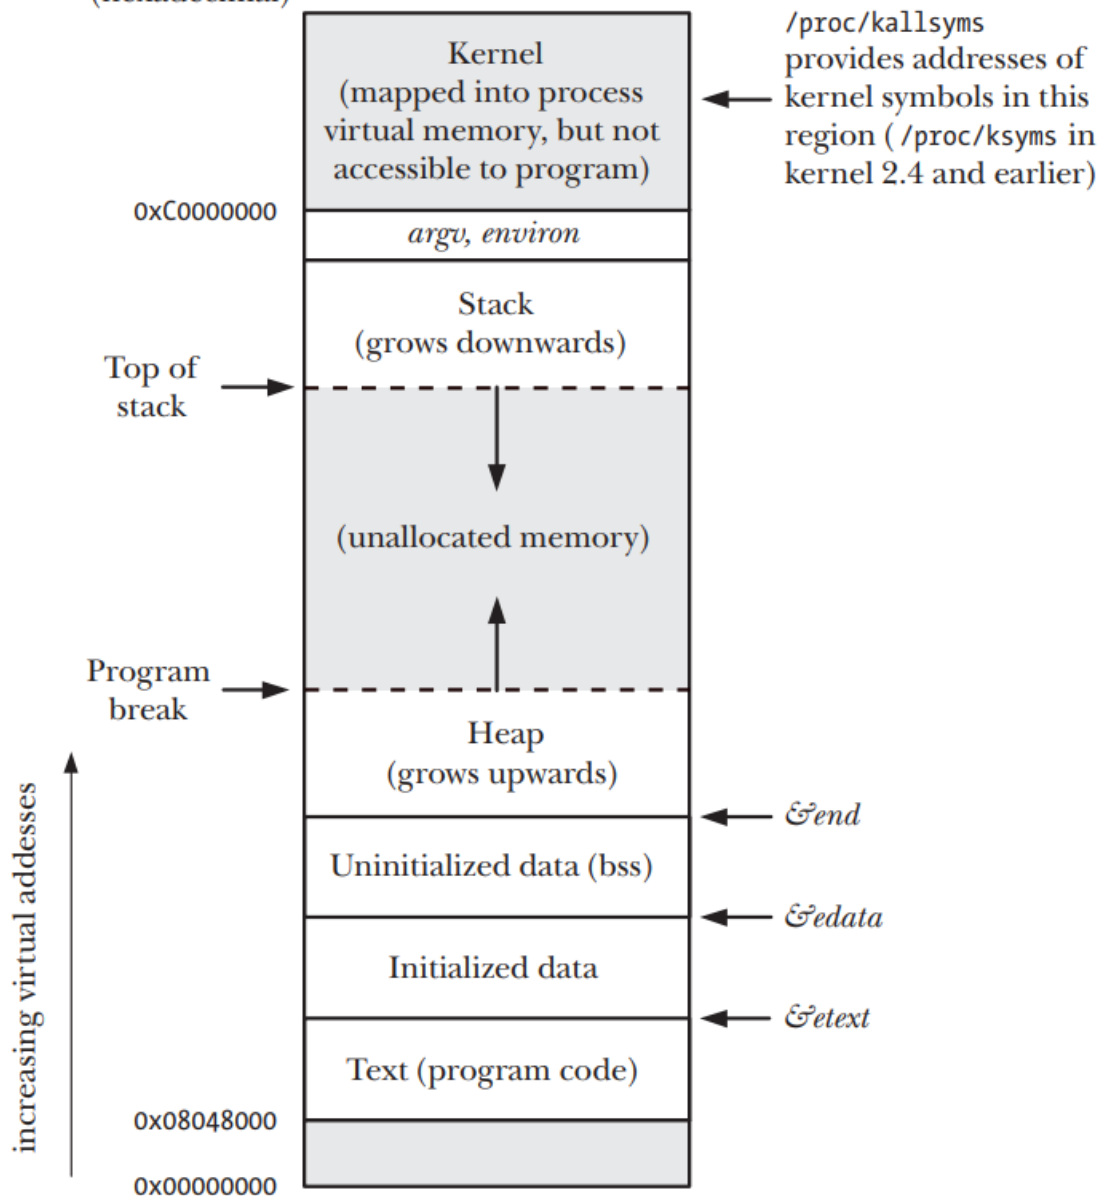 (hexadecimal)
/proc/kallsyms
provides addresses of
kernel symbols in this
region ( /proc/ksyms in
kernel 2.4 and earlier)
Kernel
(mapped into process
virtual memory, but not
accessible to program)
0xC0000000
argv, environ
Stack
(grows downwards)
Top of
stack
(unallocated memory)
Program
break
Heap
(grows upwards)
&end
Uninitialized data (bss)
&edata
Initialized data
&etext
Text (program code)
0x08048000
0x00000000
increasing virtual addesses